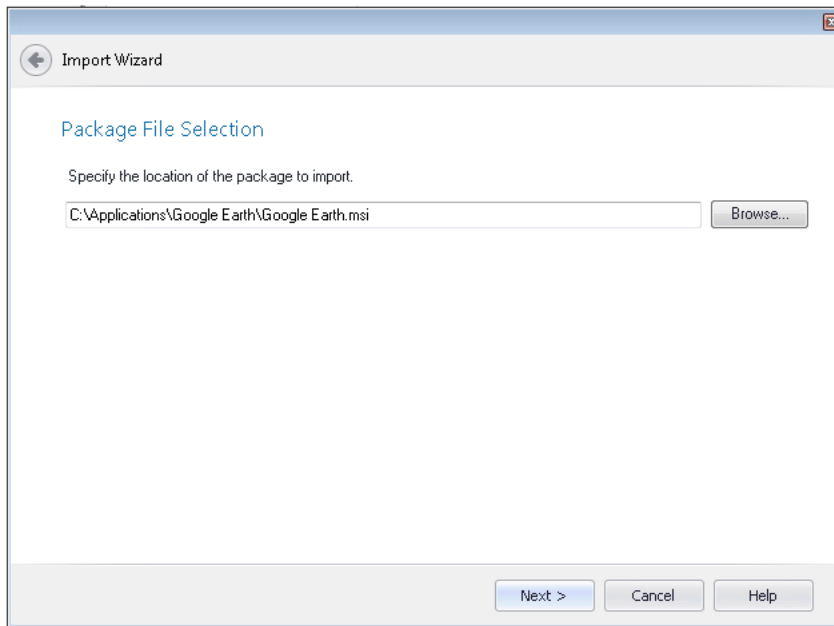 Import Wizard
Package File Selection
Specify the location of the package to import.
C:\Applications\Google Earth\Google Earth.msi
Browse...
Next >
Cancel
Help